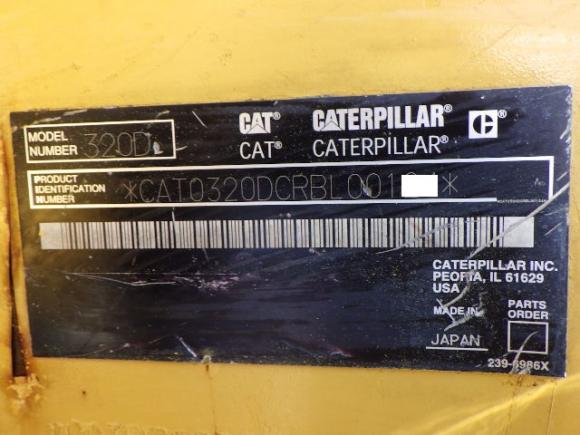 MODEL NUMBER 320D
CAT® CATERPILLAR® C®
CAT® CATERPILLAR®
PRODUCT IDENTIFICATION NUMBER *CAT0320DCRBL001
CATERPILLAR INC.
PEORIA, IL 61629
USA
MADE IN
JAPAN
PARTS ORDER